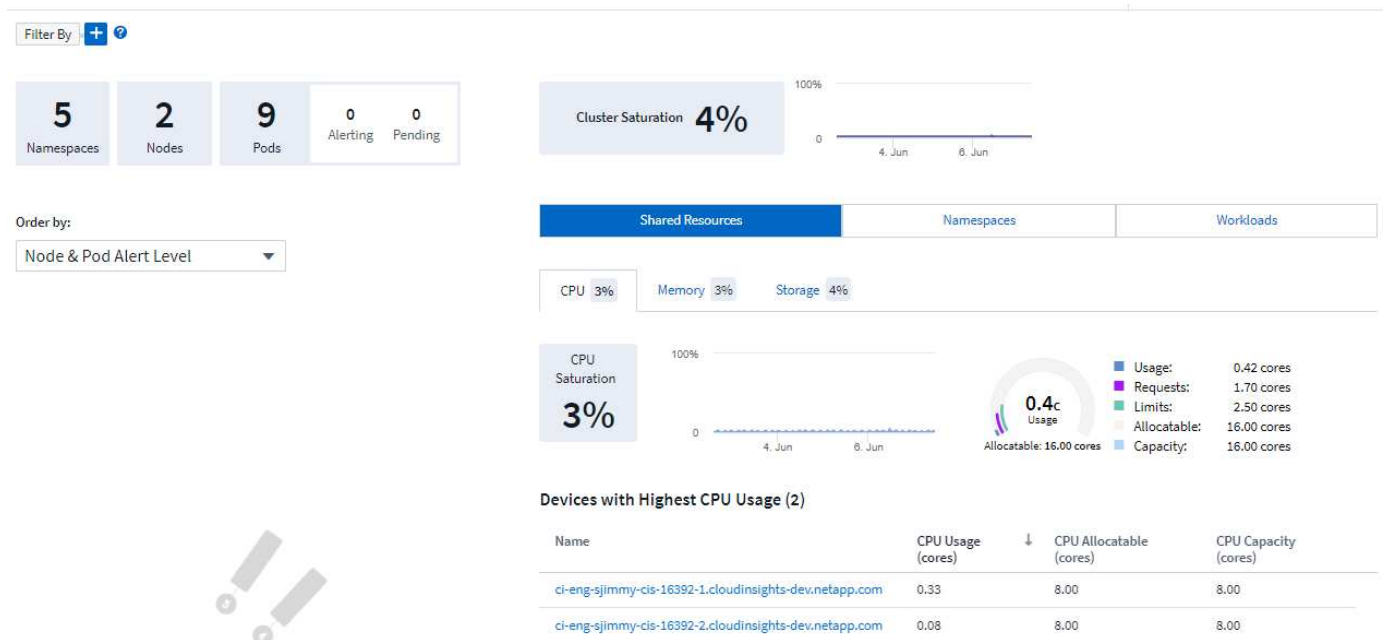 Filter By + ?
5
Namespaces
2
Nodes
9
Pods
0
Alerting
0
Pending
Cluster Saturation 4%
100%
0
4. Jun 6. Jun
Order by:
Node & Pod Alert Level
Shared Resources Namespaces Workloads
CPU 3% Memory 3% Storage 4%
CPU
Saturation
3%
100%
0
4. Jun 6. Jun
0.4c
Usage
Allocatable: 16.00 cores
Usage: 0.42 cores
Requests: 1.70 cores
Limits: 2.50 cores
Allocatable: 16.00 cores
Capacity: 16.00 cores
Devices with Highest CPU Usage (2)
Name CPU Usage (cores) ↓ CPU Allocatable (cores) CPU Capacity (cores)
ci-eng-sjimmy-cis-16392-1.cloudinsights-dev.netapp.com 0.33 8.00 8.00
ci-eng-sjimmy-cis-16392-2.cloudinsights-dev.netapp.com 0.08 8.00 8.00